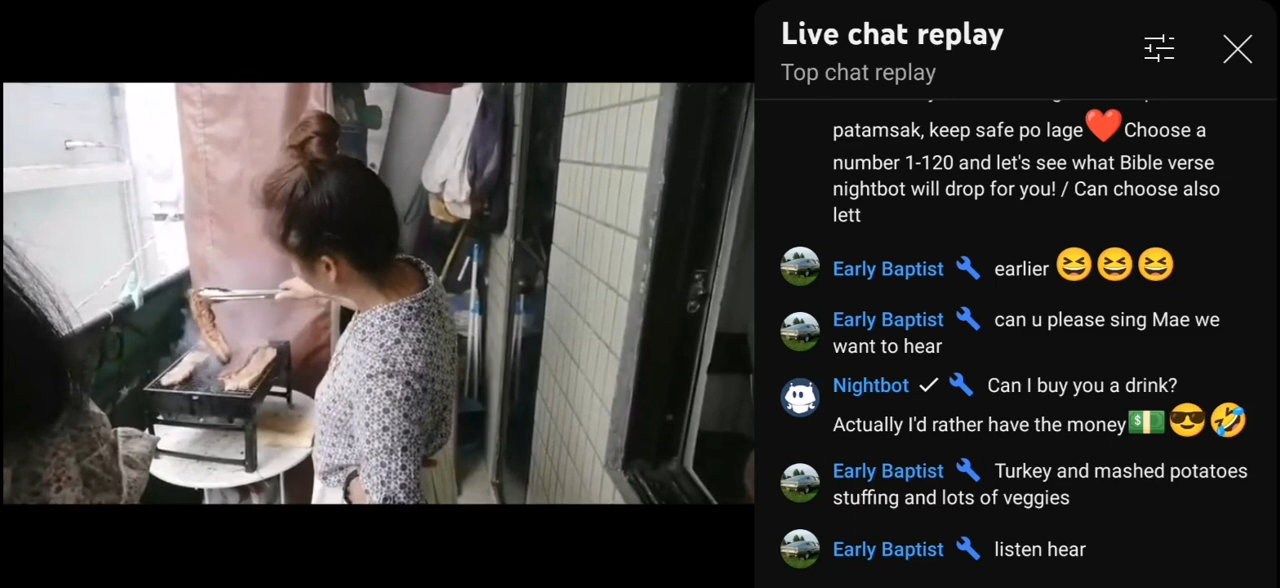 Live chat replay
Top chat replay
patamsak, keep safe po lage❤️Choose a
number 1-120 and let's see what Bible verse
nightbot will drop for you! / Can choose also
lett
Early Baptist earlier 😆😆😆
Early Baptist can u please sing Mae we
want to hear
Nightbot Can I buy you a drink?
Actually I'd rather have the money💵😎🤣
Early Baptist Turkey and mashed potatoes
stuffing and lots of veggies
Early Baptist listen hear